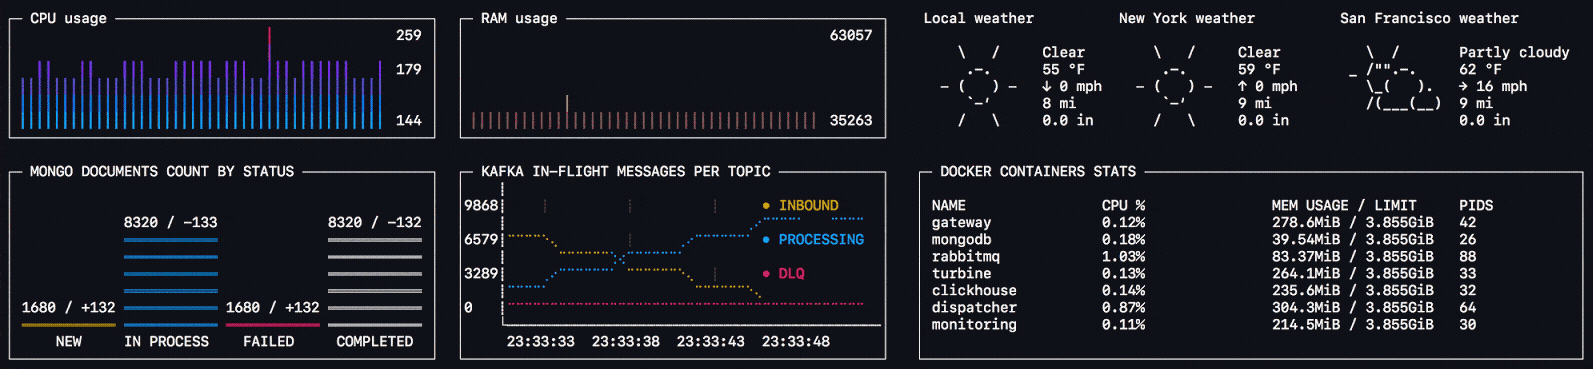 CPU usage
259
179
144
RAM usage
63057
35263
Local weather
Clear
55 °F
↓ 0 mph
8 mi
0.0 in
New York weather
Clear
59 °F
↑ 0 mph
9 mi
0.0 in
San Francisco weather
Partly cloudy
62 °F
→ 16 mph
9 mi
0.0 in
MONGO DOCUMENTS COUNT BY STATUS
8320 / -133
8320 / -132
1680 / +132
1680 / +132
NEW
IN PROCESS
FAILED
COMPLETED
KAFKA IN-FLIGHT MESSAGES PER TOPIC
9868
6579
3289
0
INBOUND
PROCESSING
DLQ
23:33:33 23:33:38 23:33:43 23:33:48
DOCKER CONTAINERS STATS
NAME CPU % MEM USAGE / LIMIT PIDS
gateway 0.12% 278.6MiB / 3.855GiB 42
mongodb 0.18% 39.54MiB / 3.855GiB 26
rabbitmq 1.03% 83.37MiB / 3.855GiB 88
turbine 0.13% 264.1MiB / 3.855GiB 33
clickhouse 0.14% 235.6MiB / 3.855GiB 32
dispatcher 0.87% 304.3MiB / 3.855GiB 64
monitoring 0.11% 214.5MiB / 3.855GiB 30